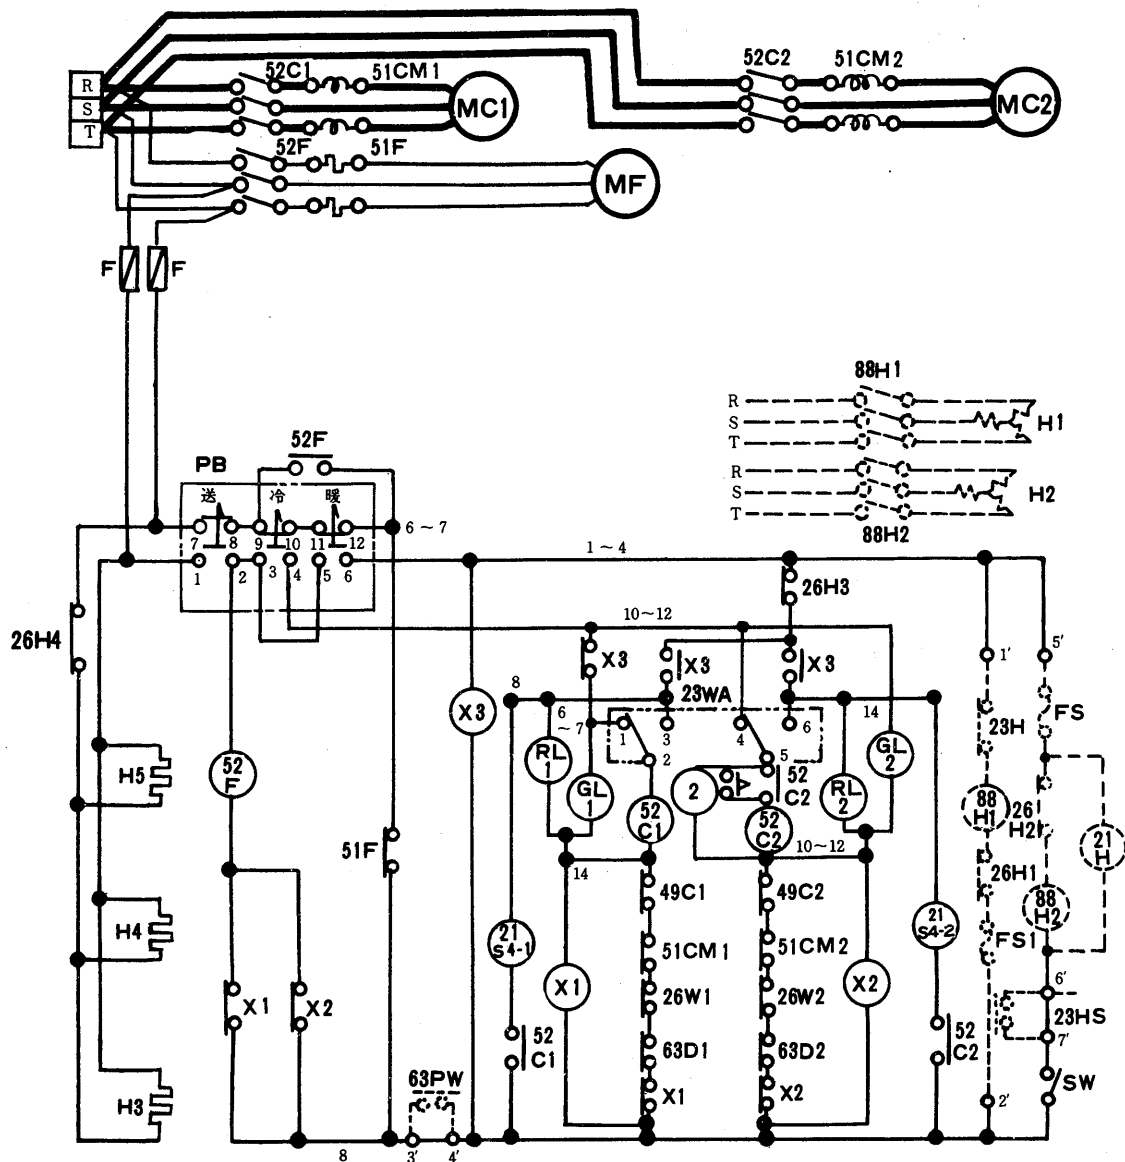 52C1
51CM1
52C2
51CM2
R
S
T
MC1
MC2
52F
51F
MF
F
F
88H1
R
S
T
H1
R
S
T
H2
88H2
52F
PB
送
冷
暖
7
8
9
10
11
12
6～7
1
2
3
4
5
6
1～4
26H3
10～12
26H4
X3
X3
X3
8
23WA
14
X3
6
～7
1
2
3
4
5
6
1'
5'
23H
FS
RL
1
GL
1
52
C1
2
52
C2
52
C2
RL
2
GL
2
10～12
14
88
H1
26
H2
21
H
H5
52
F
51F
49C1
49C2
26H1
88
H2
FS1
H4
21
S4-1
51CM1
51CM2
21
S4-2
X1
X2
X1
26W1
26W2
X2
6'
23HS
7'
52
C1
63D1
63D2
52
C2
H3
63PW
X1
X2
SW
2'
8
3'
4'